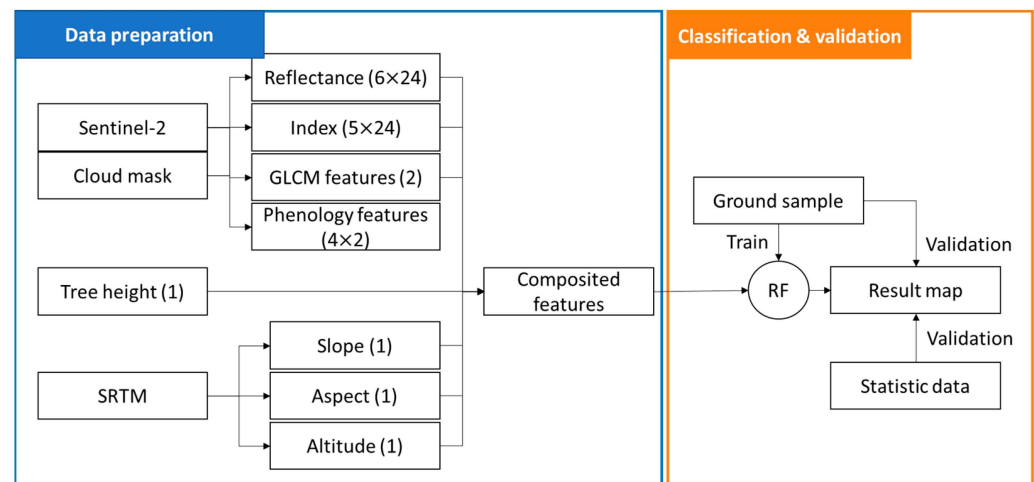 Data preparation
Classification & validation
Reflectance (6×24)
Sentinel-2
Index (5×24)
Cloud mask
GLCM features (2)
Phenology features
(4×2)
Tree height (1)
Composited
features
SRTM
Slope (1)
Aspect (1)
Altitude (1)
Ground sample
Train
Validation
RF
Result map
Validation
Statistic data